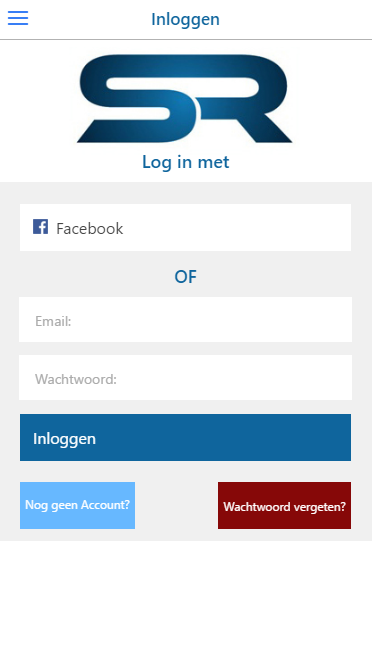 Inloggen
SR
Log in met
Facebook
OF
Email:
Wachtwoord:
Inloggen
Nog geen Account?
Wachtwoord vergeten?